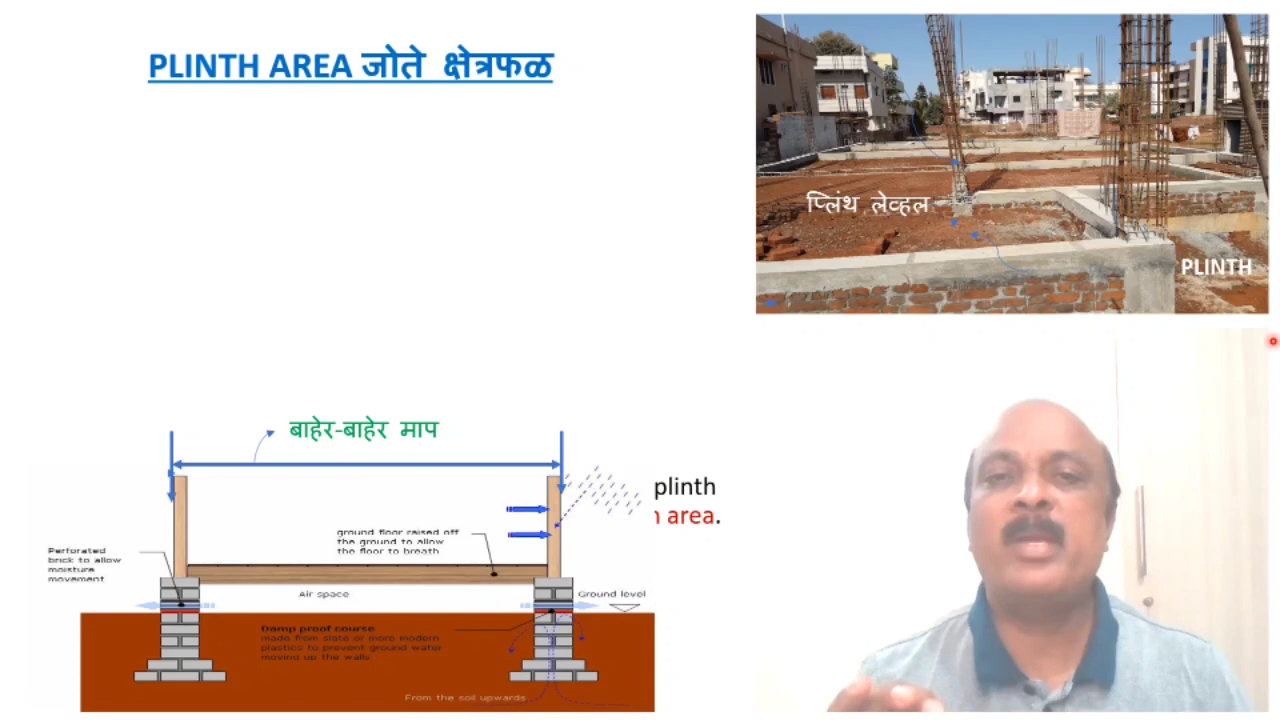 PLINTH AREA जोते क्षेत्रफळ
प्लिंथ लेव्हल
PLINTH
बाहेर-बाहेर माप
plinth
area.
ground floor raised off
the ground to allow
the floor to breath
Perforated
brick to allow
moisture
movement
Air space
Ground level
Damp proof course
made from slate or more modern
plastics to prevent ground water
moving up the walls
From the soil upwards